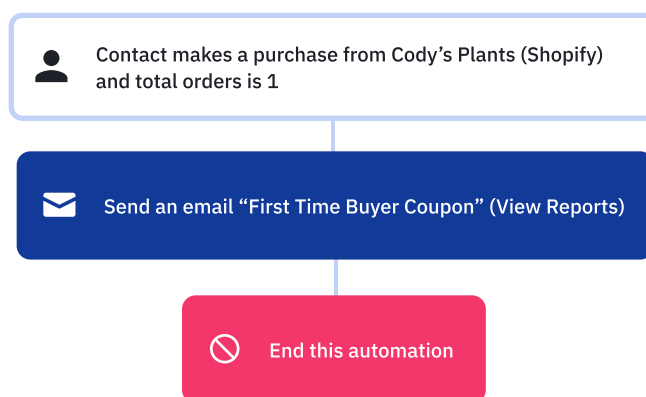 Contact makes a purchase from Cody’s Plants (Shopify)
and total orders is 1
Send an email “First Time Buyer Coupon” (View Reports)
End this automation